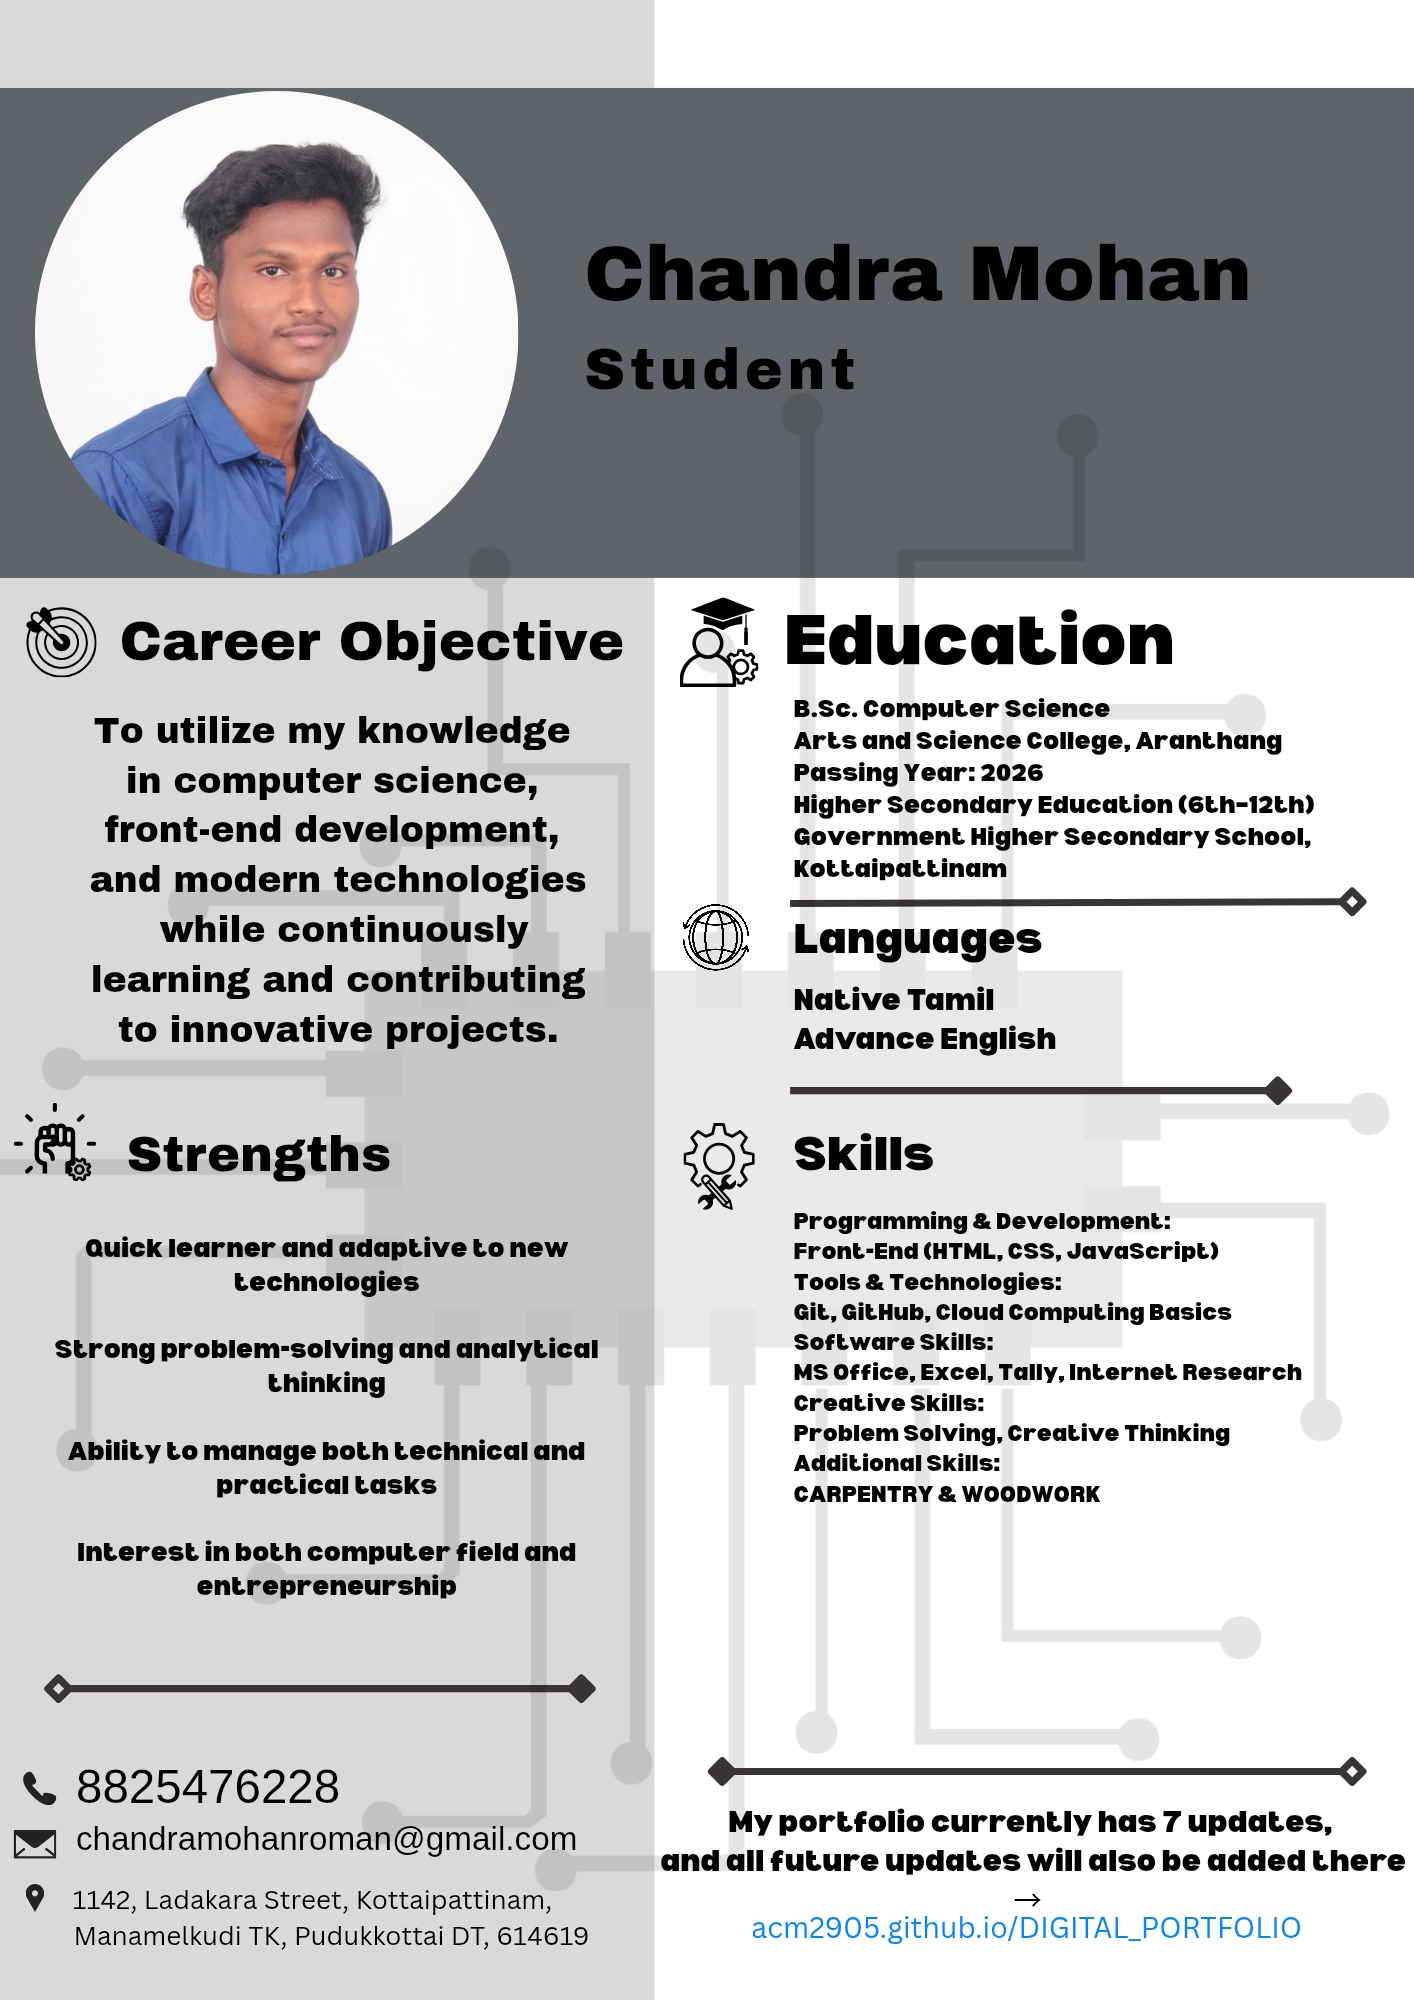 Chandra Mohan
Student
Career Objective
To utilize my knowledge
in computer science,
front-end development,
and modern technologies
while continuously
learning and contributing
to innovative projects.
Strengths
Quick learner and adaptive to new
technologies
Strong problem-solving and analytical
thinking
Ability to manage both technical and
practical tasks
Interest in both computer field and
entrepreneurship
8825476228
chandramohanroman@gmail.com
1142, Ladakara Street, Kottaipattinam,
Manamelkudi TK, Pudukkottai DT, 614619
Education
B.Sc. Computer Science
Arts and Science College, Aranthang
Passing Year: 2026
Higher Secondary Education (6th–12th)
Government Higher Secondary School,
Kottaipattinam
Languages
Native Tamil
Advance English
Skills
Programming & Development:
Front-End (HTML, CSS, JavaScript)
Tools & Technologies:
Git, GitHub, Cloud Computing Basics
Software Skills:
MS Office, Excel, Tally, Internet Research
Creative Skills:
Problem Solving, Creative Thinking
Additional Skills:
CARPENTRY & WOODWORK
My portfolio currently has 7 updates,
and all future updates will also be added there
→
acm2905.github.io/DIGITAL_PORTFOLIO